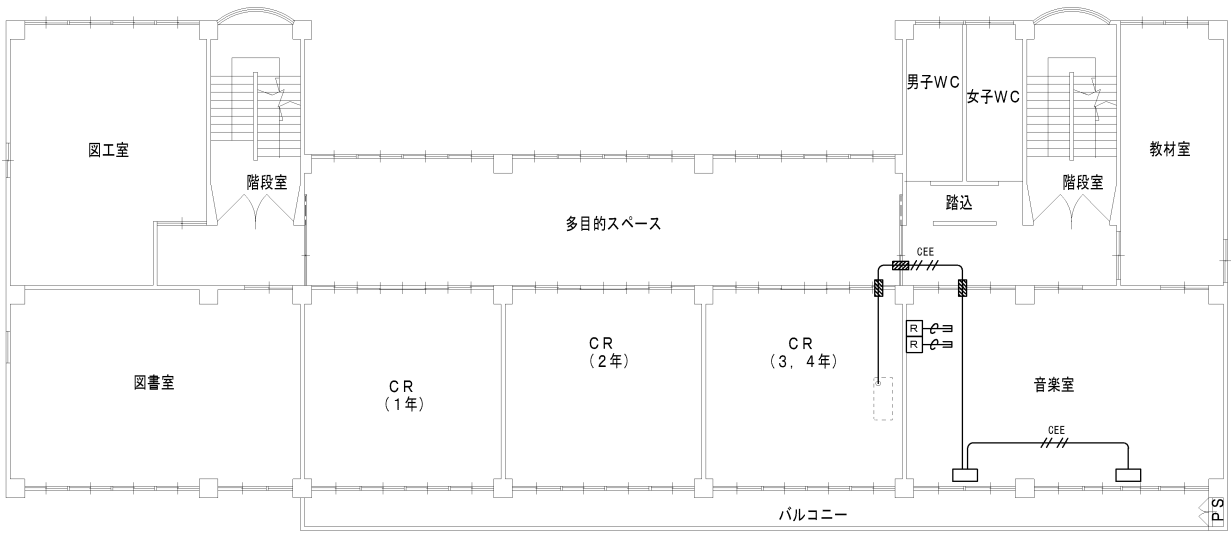 男子WC
女子WC
図工室
教材室
階段室
階段室
踏込
多目的スペース
CEE
R
R
CR
(2年)
CR
(3, 4年)
図書室
CR
(1年)
音楽室
CEE
バルコニー
PS